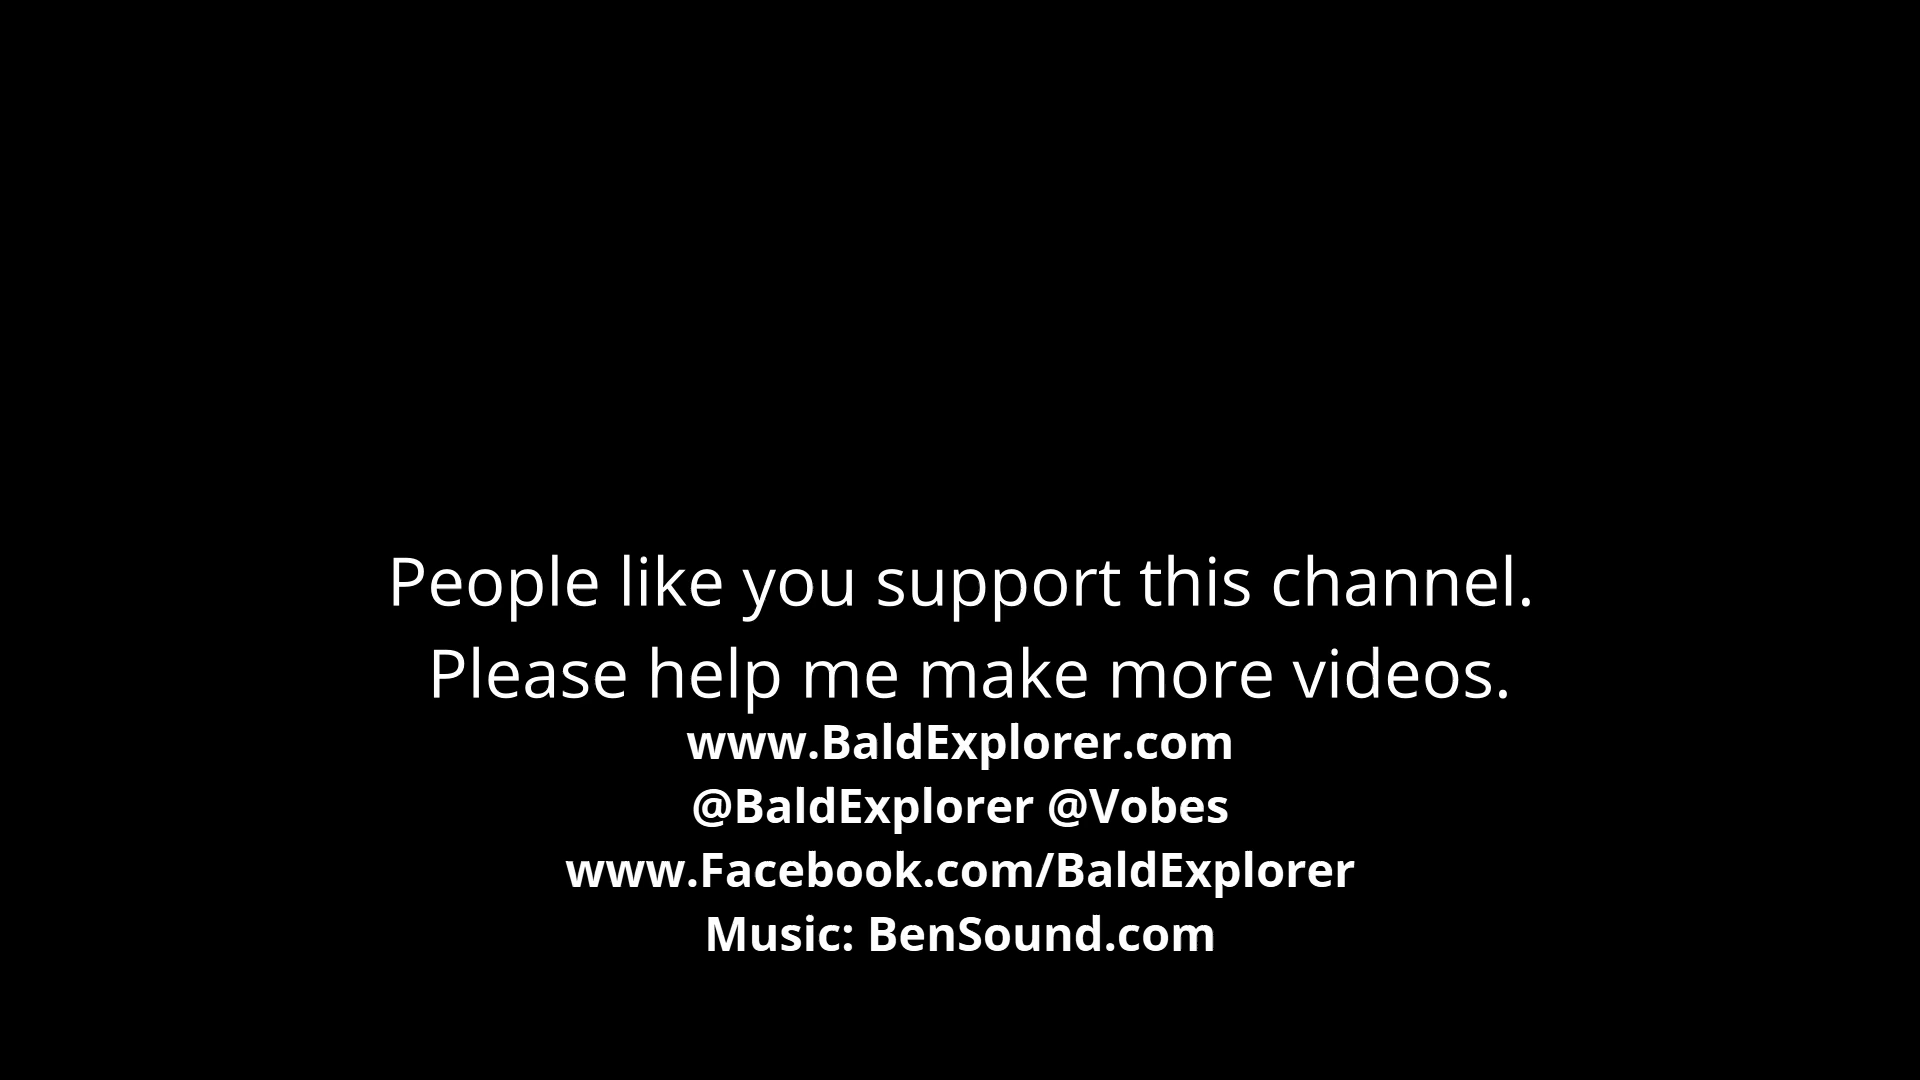 People like you support this channel.
Please help me make more videos.
www.BaldExplorer.com
@BaldExplorer @Vobes
www.Facebook.com/BaldExplorer
Music: BenSound.com